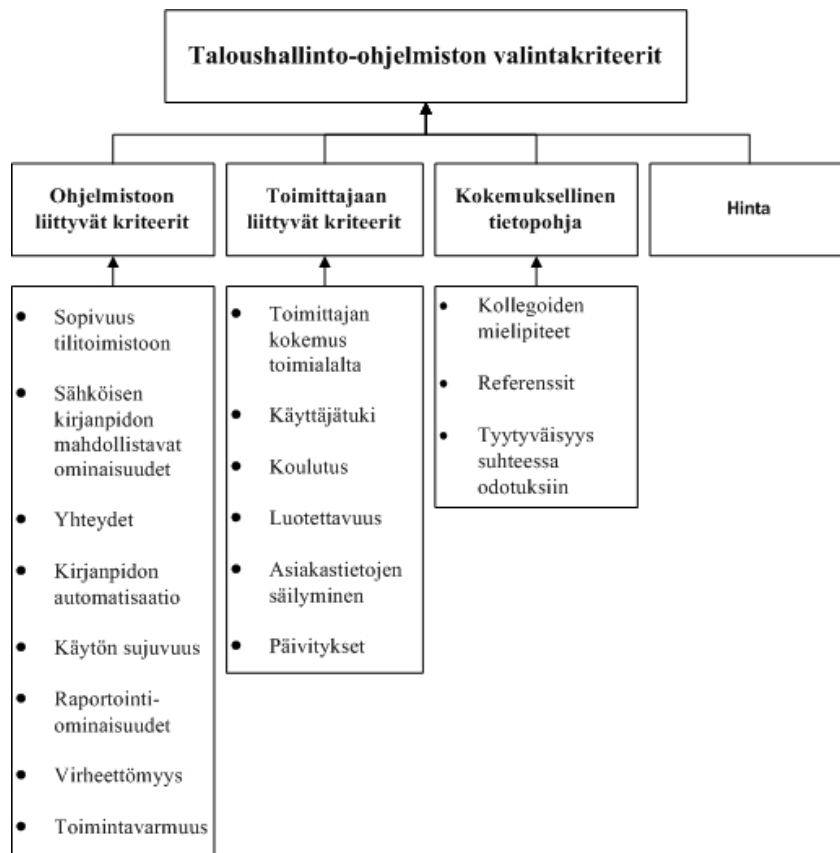 Taloushallinto-ohjelmiston valintakriteerit
Ohjelmistoon
liittyvät kriteerit
Toimittajaan
liittyvät kriteerit
Kokemuksellinen
tietopohja
Hinta
• Sopivuus
tilitoimistoon
• Sähköisen
kirjanpidon
mahdollistavat
ominaisuudet
• Yhteydet
• Kirjanpidon
automatisaatio
• Käytön sujuvuus
• Raportointi-
ominaisuudet
• Virheettömyys
• Toimintavarmuus
• Toimittajan
kokemus
toimialalta
• Käyttäjätuki
• Koulutus
• Luotettavuus
• Asiakastietojen
säilyminen
• Päivitykset
• Kollegoiden
mielipiteet
• Referenssit
• Tyytyväisyys
suhteessa
odotuksiin